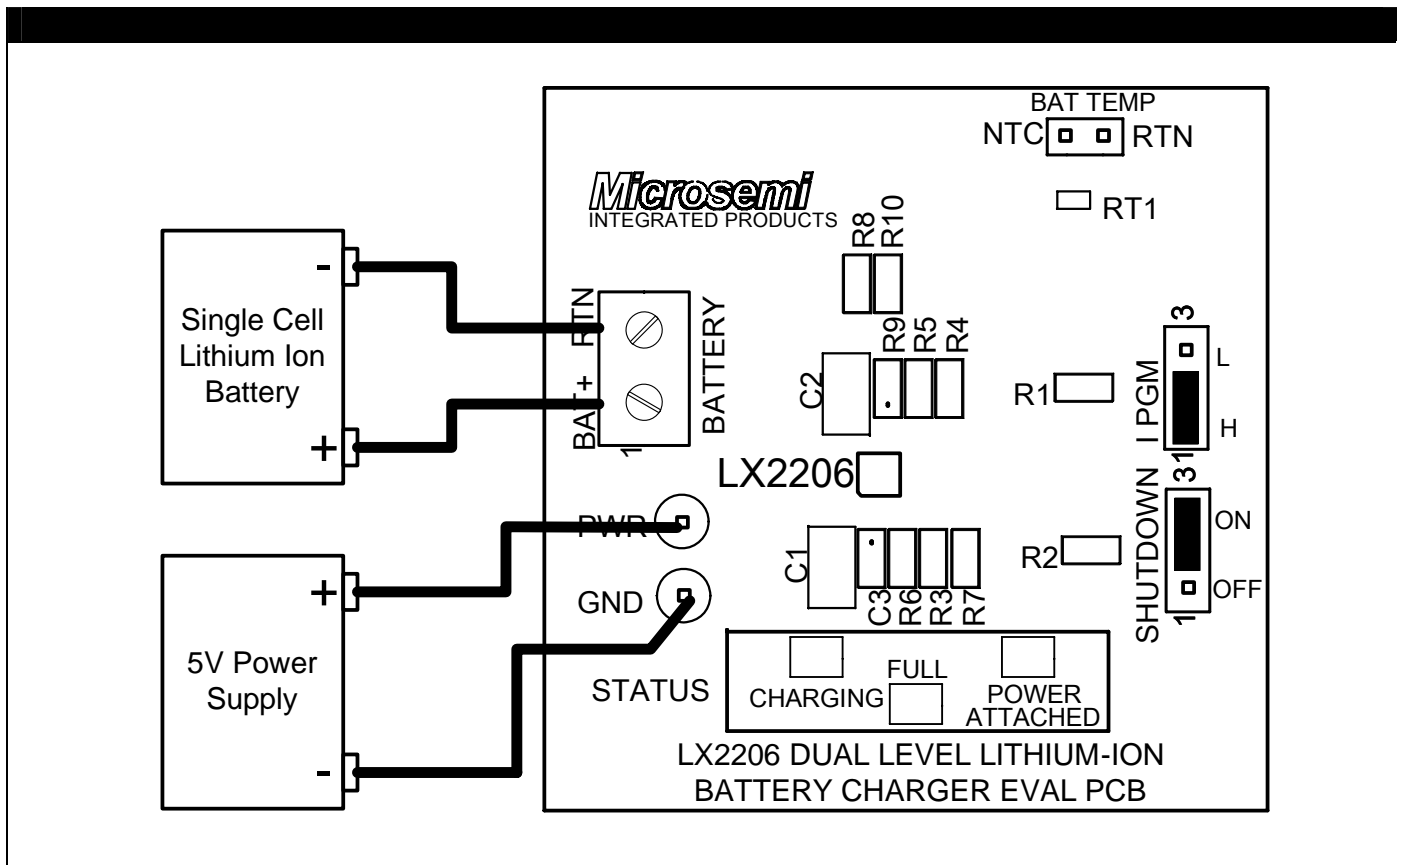 BAT TEMP
NTC RTN
Microsemi
INTEGRATED PRODUCTS
RT1
R8
R10
-
Single Cell
Lithium Ion
Battery
+
RTN
BAT+
BATTERY
1
C2
R9
R5
R4
R1
I PGM
3
L
H
1
LX2206
PWR
GND
+
5V Power
Supply
-
C1
C3
R6
R3
R7
R2
SHUTDOWN
3
ON
OFF
1
STATUS
CHARGING
FULL
POWER
ATTACHED
LX2206 DUAL LEVEL LITHIUM-ION
BATTERY CHARGER EVAL PCB